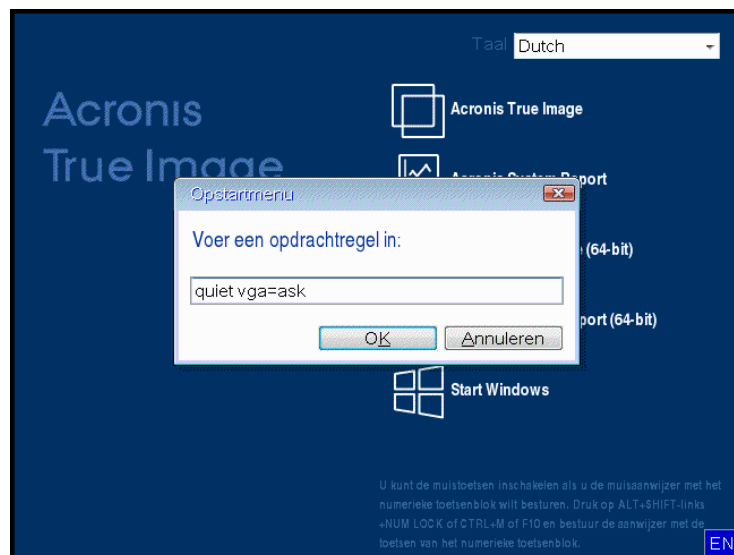 Taal Dutch
Acronis
True Image
Acronis True Image
Acronis System Report
(64-bit)
port (64-bit)
Start Windows
Opstartmenu
Voer een opdrachtregel in:
quiet vga=ask
OK
Annuleren
U kunt de muistoetsen inschakelen als u de muisaanwijzer met het
numerieke toetsenblok wilt besturen. Druk op ALT+SHIFT-links
+NUM LOCK of CTRL+M of F10 en bestuur de aanwijzer met de
toetsen van het numerieke toetsenblok.
EN